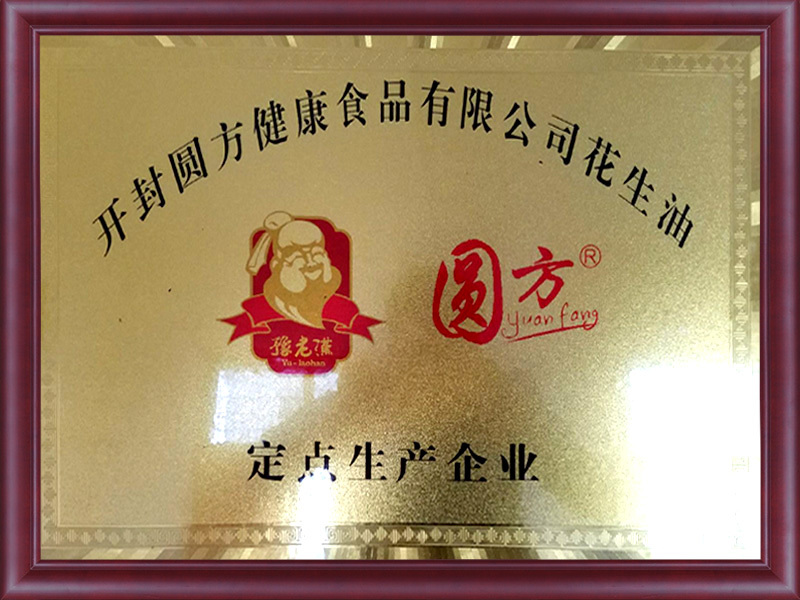 开封圆方健康食品有限公司花生油
豫老漢
Yu-laohan
圆方®
yuan fang
定点生产企业